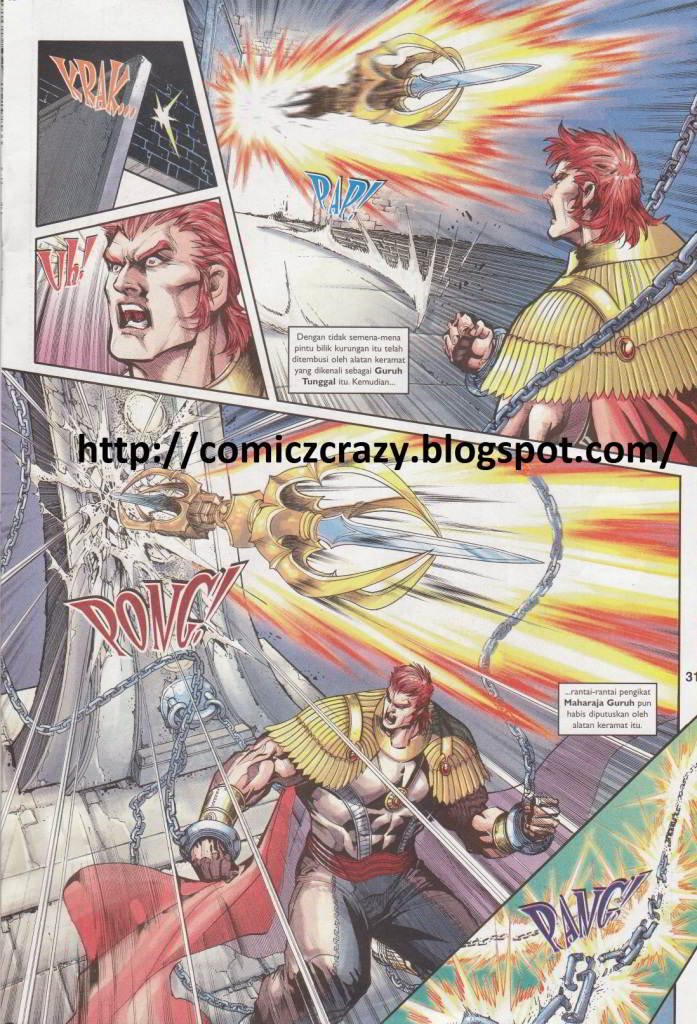 KRAK...
PAP!
Uh!
Dengan tidak semena-mena
pintu bilik kurungan itu telah
ditembusi oleh alatan keramat
yang dikenali sebagai Guruh
Tunggal itu. Kemudian...
http://comiczcrazy.blogspot.com/
PONG!
31
...rantai-rantai pengikat
Maharaja Guruh pun
habis diputuskan oleh
alatan keramat itu.
PANG!